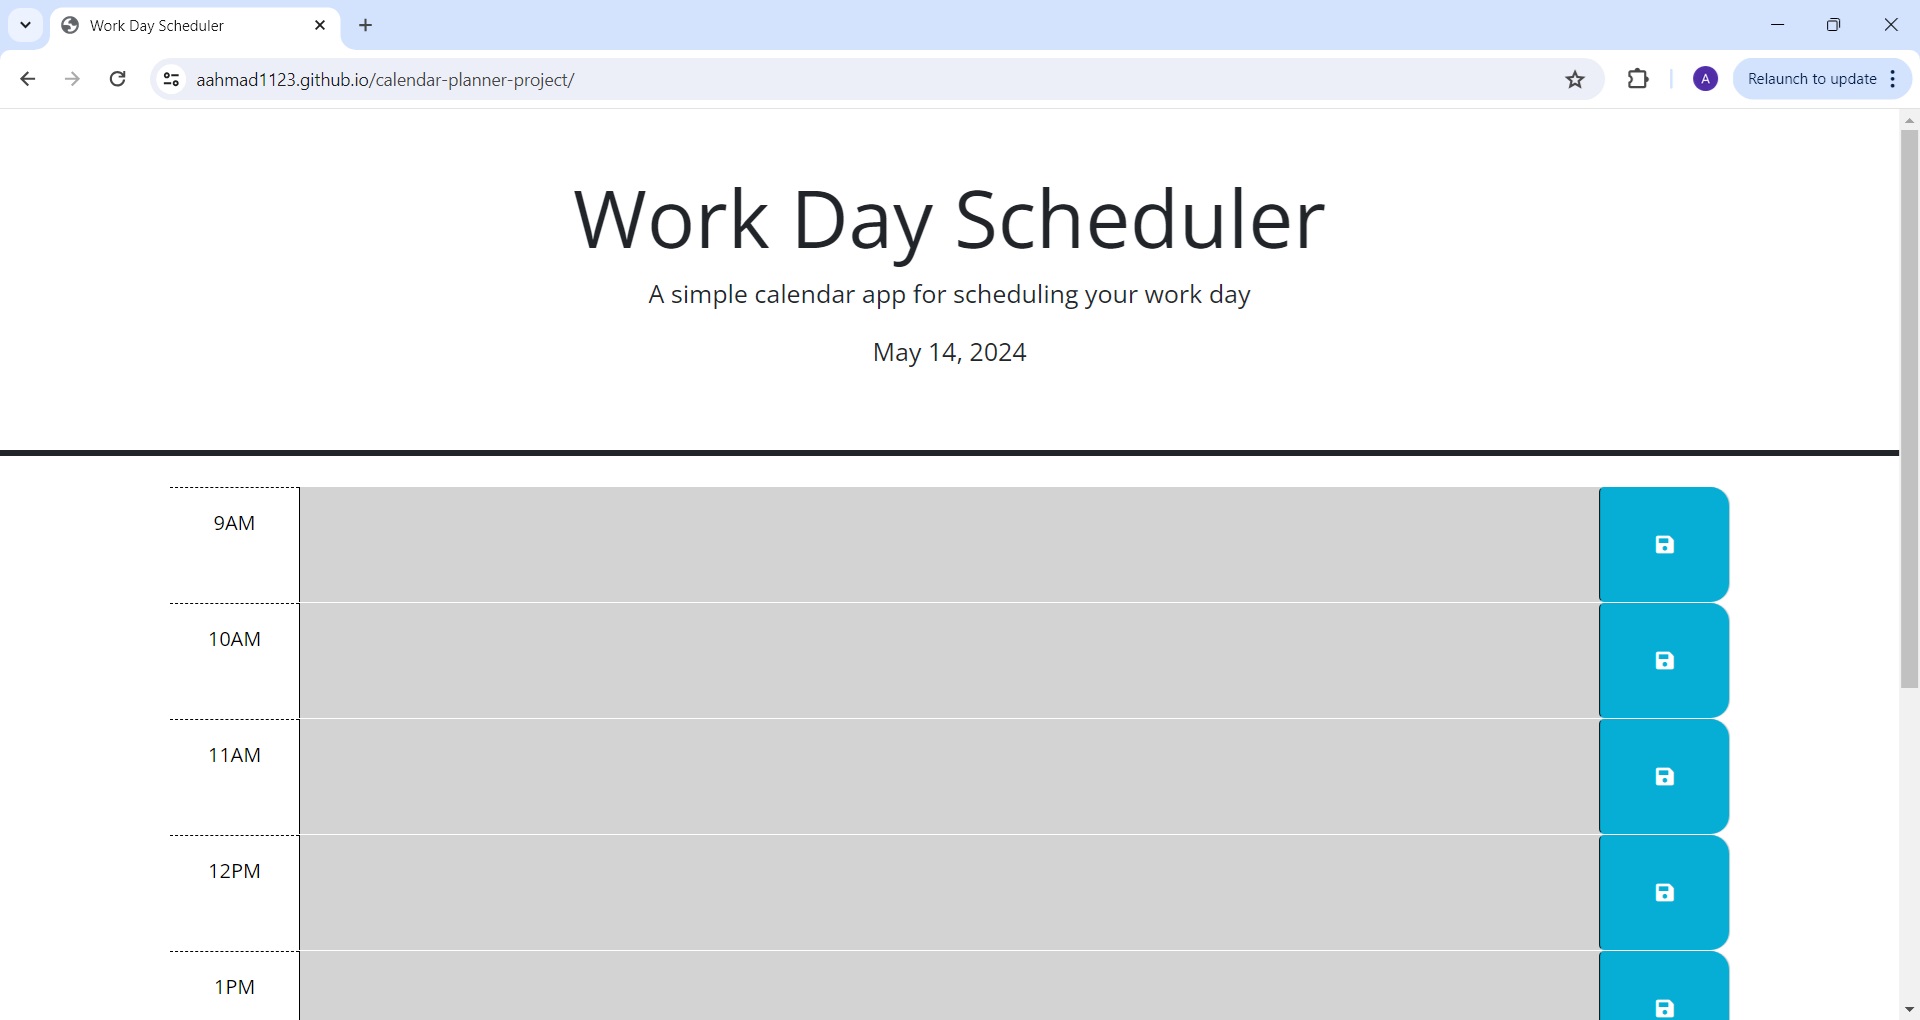 Work Day Scheduler
aahmad1123.github.io/calendar-planner-project/
A
Relaunch to update
Work Day Scheduler
A simple calendar app for scheduling your work day
May 14, 2024
9AM
10AM
11AM
12PM
1PM